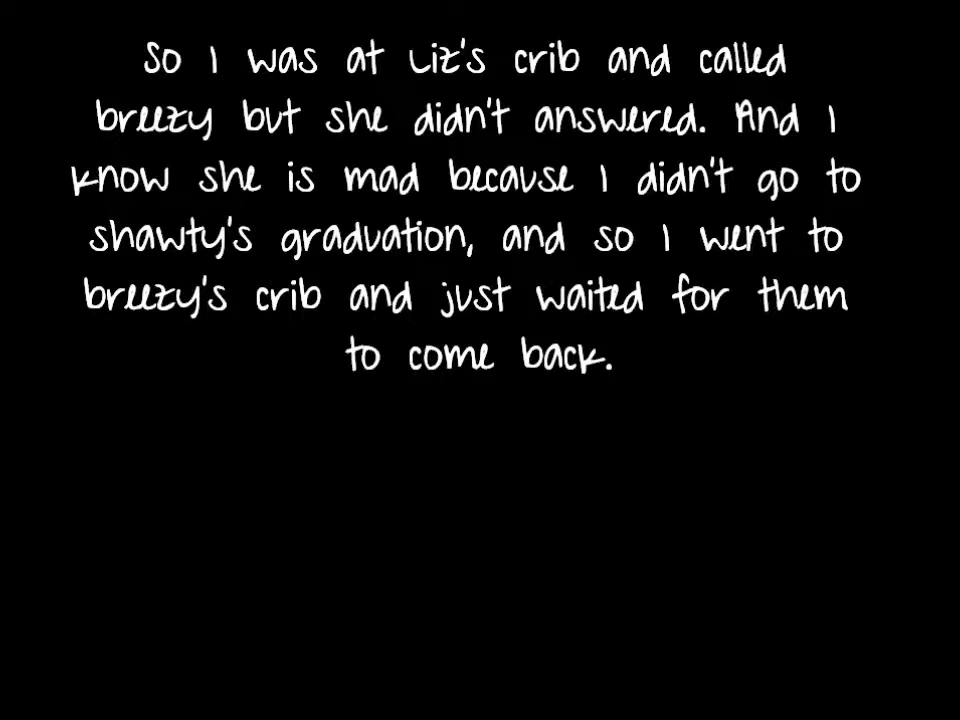 So I was at Liz's crib and called
breezy but she didn't answered. And I
know she is mad because I didn't go to
shawty's graduation, and so I went to
breezy's crib and just waited for them
to come back.